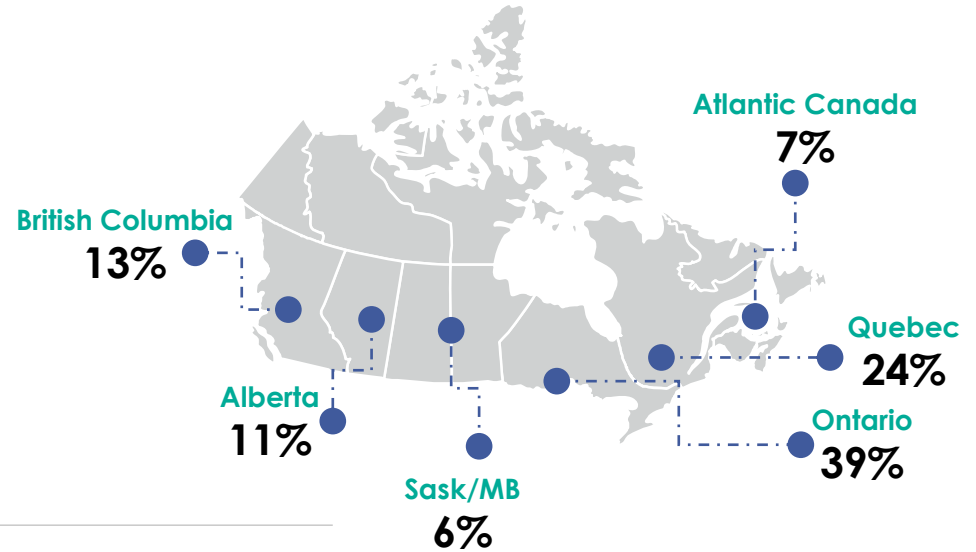 Atlantic Canada
7%
British Columbia
13%
Quebec
24%
Alberta
11%
Ontario
39%
Sask/MB
6%